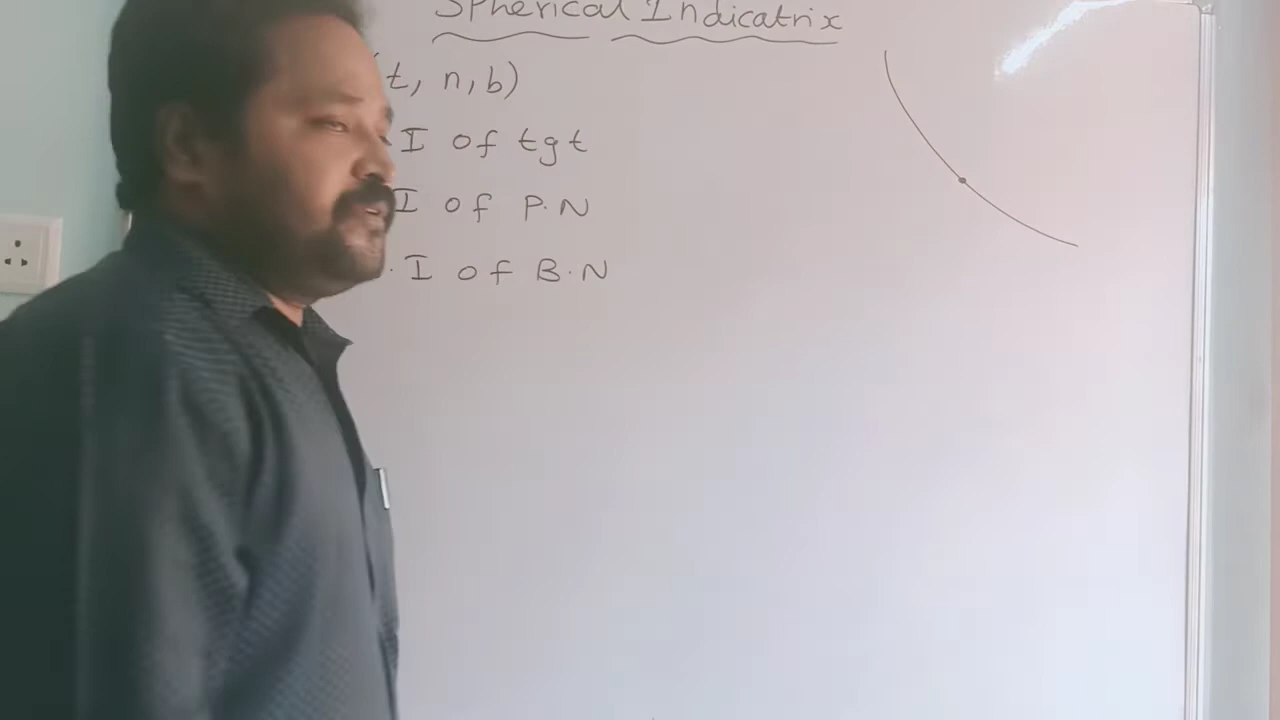 Spherical Indicatrix
t, n, b)
I of tgt
I of P.N
. I of B.N